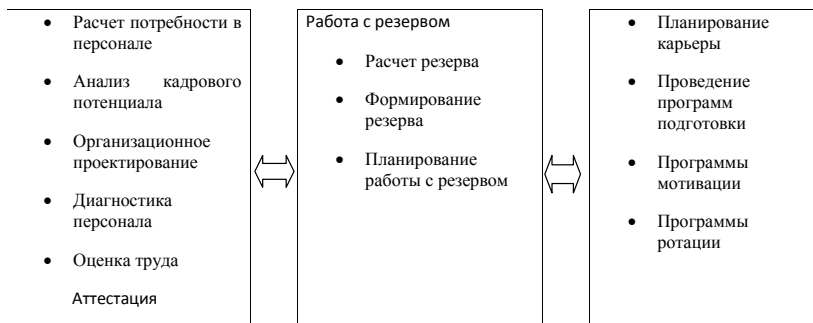 Расчет потребности в
персонале
Анализ кадрового
потенциала
Организационное
проектирование
Диагностика
персонала
Оценка труда
Аттестация
Работа с резервом
Расчет резерва
Формирование
резерва
Планирование
работы с резервом
Планирование
карьеры
Проведение
программ
подготовки
Программы
мотивации
Программы
ротации